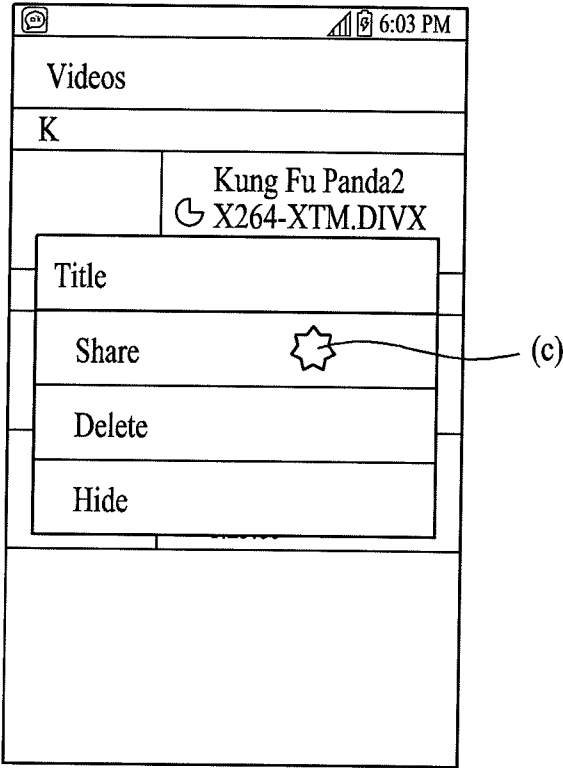 6:03 PM
Videos
K
Kung Fu Panda2
X264-XTM.DIVX
Title
Share
(c)
Delete
Hide